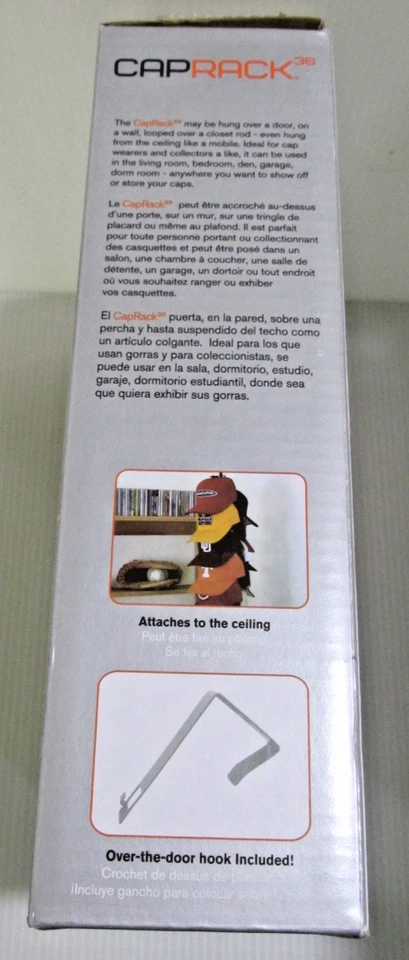 CAPRACK36
The CapRack36 may be hung over a door, on
a wall, looped over a closet rod - even hung
from the ceiling like a mobile. Ideal for cap
wearers and collectors a like, it can be used
in the living room, bedroom, den, garage,
dorm room - anywhere you want to show off
or store your caps.
Le CapRack36 peut être accroché au-dessus
d'une porte, sur un mur, sur une tringle de
placard ou même au plafond. Il est parfait
pour toute personne portant ou collectionnant
des casquettes et peut être posé dans un
salon, une chambre à coucher, une salle de
détente, un garage, un dortoir ou tout endroit
où vous souhaitez ranger ou exhiber
vos casquettes.
El CapRack36 puerta, en la pared, sobre una
percha y hasta suspendido del techo como
un artículo colgante. Ideal para los que
usan gorras y para coleccionistas, se
puede usar en la sala, dormitorio, estudio,
garaje, dormitorio estudiantil, donde sea
que quiera exhibir sus gorras.
Attaches to the ceiling
Peut être fixé au plafond
Se fija al techo
Over-the-door hook Included!
Crochet de dessus de
¡Incluye gancho para colocar sobre